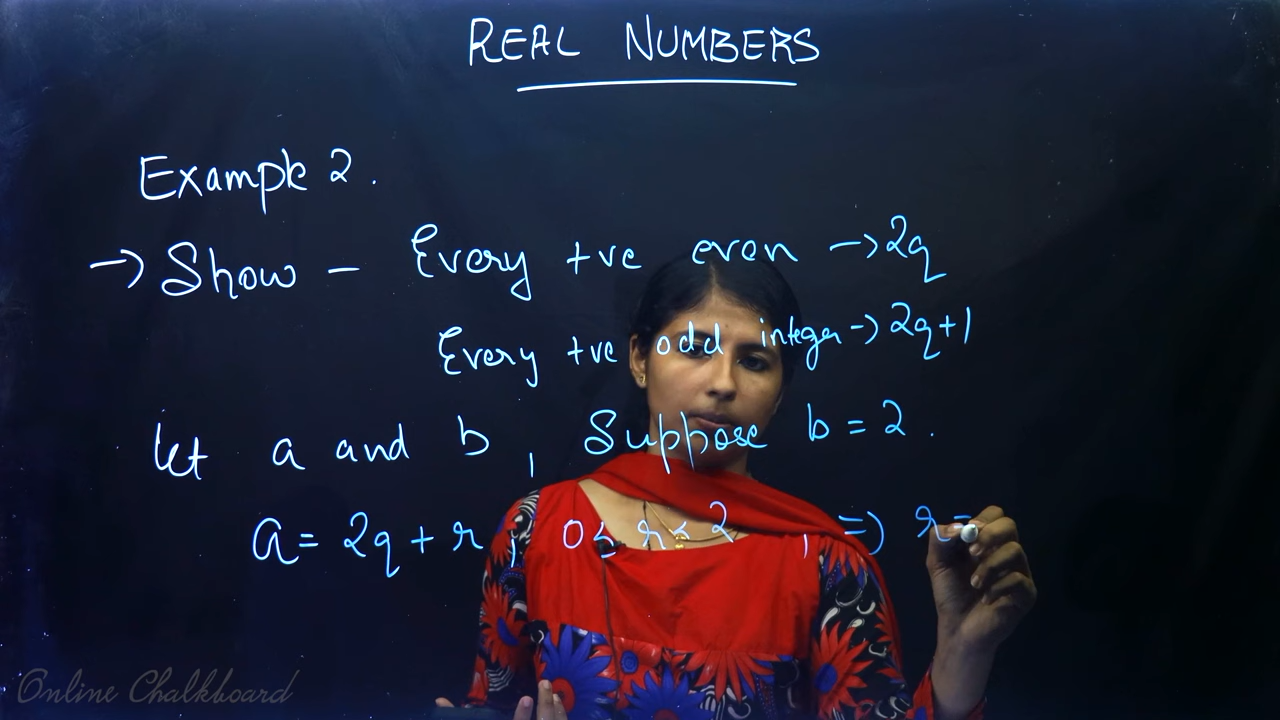 REAL NUMBERS
Example 2.
→ Show – Every +ve even → 2q
Every +ve odd integer → 2q+1
Let a and b, Suppose b = 2.
a = 2q + r, 0 ≤ r < 2, => r =
Online Chalkboard